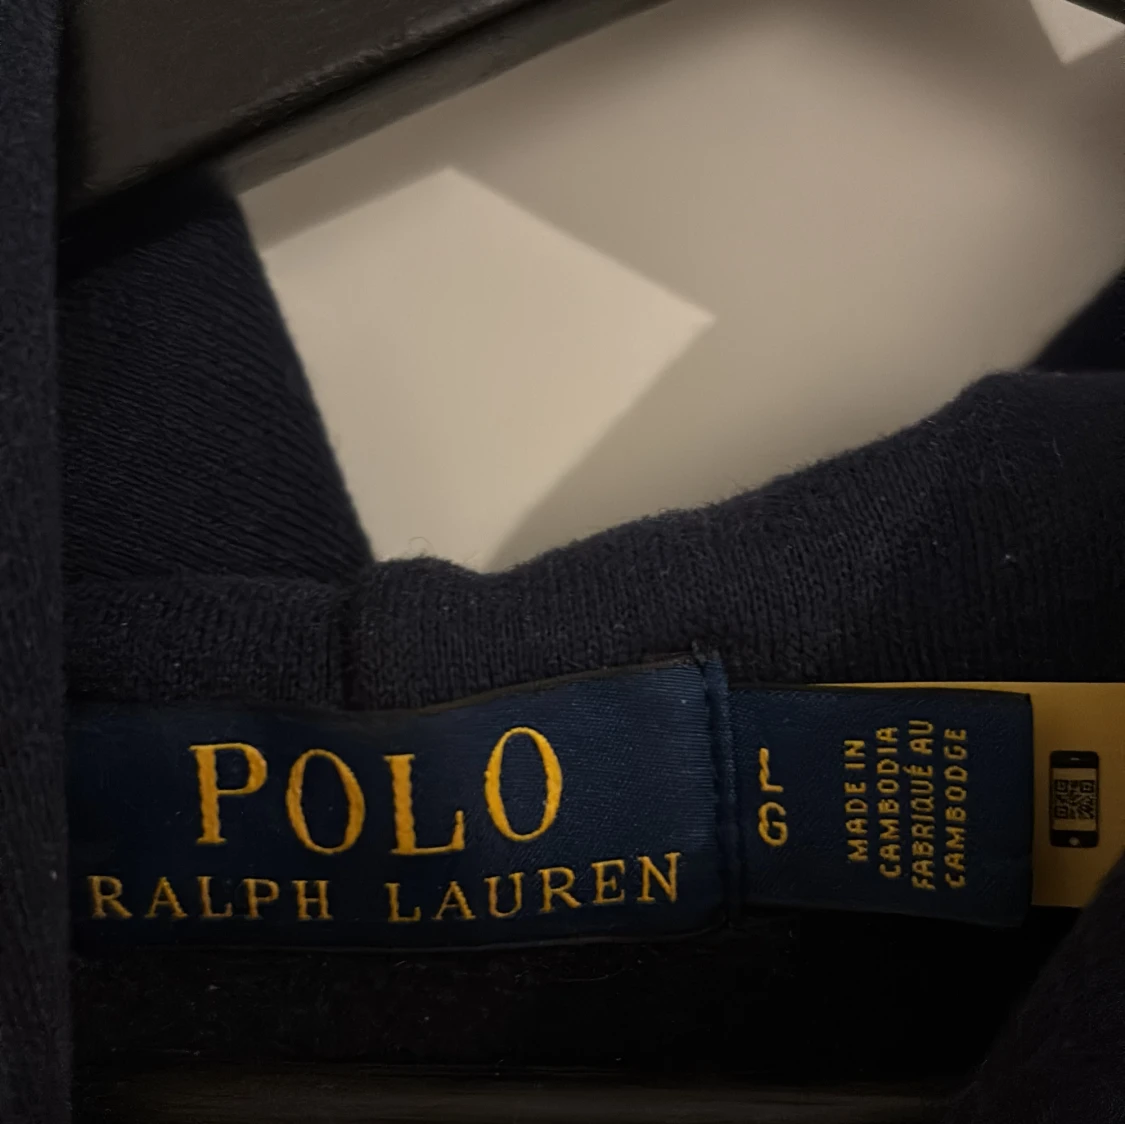 POLO
RALPH LAUREN
L
G
MADE IN
CAMBODIA
FABRIQUÉ AU
CAMBODGE